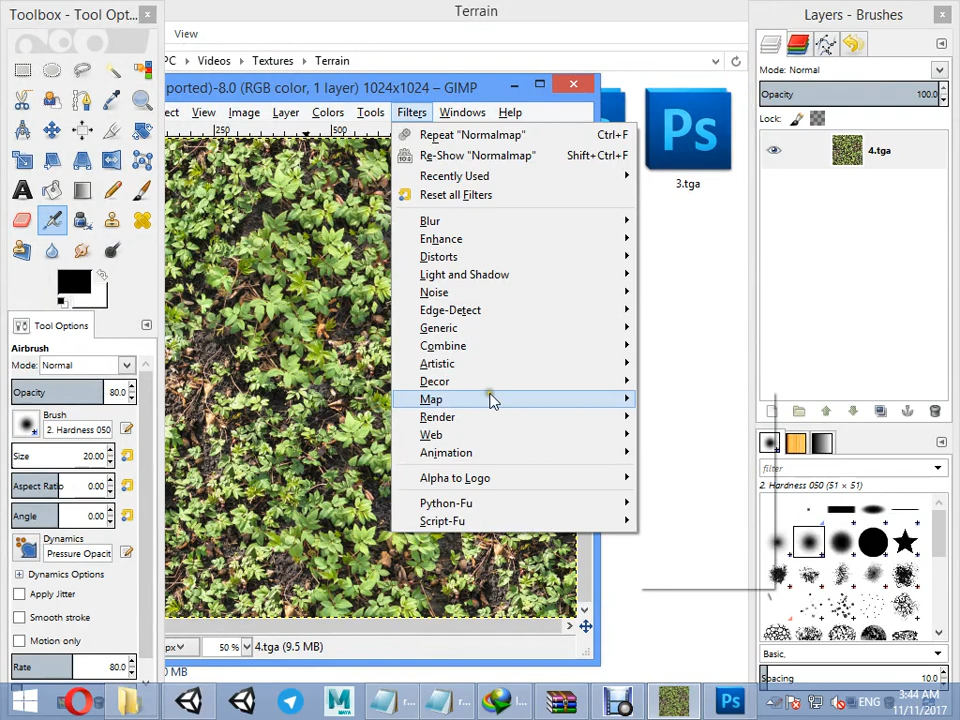 Toolbox - Tool Opt...
Terrain
Layers - Brushes
View
PC > Videos > Textures > Terrain
ported)-8.0 (RGB color, 1 layer) 1024x1024 – GIMP
ect View Image Layer Colors Tools Filters Windows Help
250
500
Repeat "Normalmap" Ctrl+F
Re-Show "Normalmap" Shift+Ctrl+F
Recently Used
Reset all Filters
Blur
Enhance
Distorts
Light and Shadow
Noise
Edge-Detect
Generic
Combine
Artistic
Decor
Map
Render
Web
Animation
Alpha to Logo
Python-Fu
Script-Fu
Ps
3.tga
Mode: Normal
Opacity 100.0
Lock:
4.tga
Tool Options
Airbrush
Mode: Normal
Opacity 80.0
Brush
2. Hardness 050
Size 20.00
Aspect Ratio 0.00
Angle 0.00
Dynamics
Pressure Opacit
Dynamics Options
Apply Jitter
Smooth stroke
Motion only
Rate 80.0
filter
2. Hardness 050 (51 × 51)
Basic,
Spacing 10.0
px 50 % 4.tga (9.5 MB)
0 MB
r...
r...
I...
Ps
ENG
3:44 AM
11/11/2017